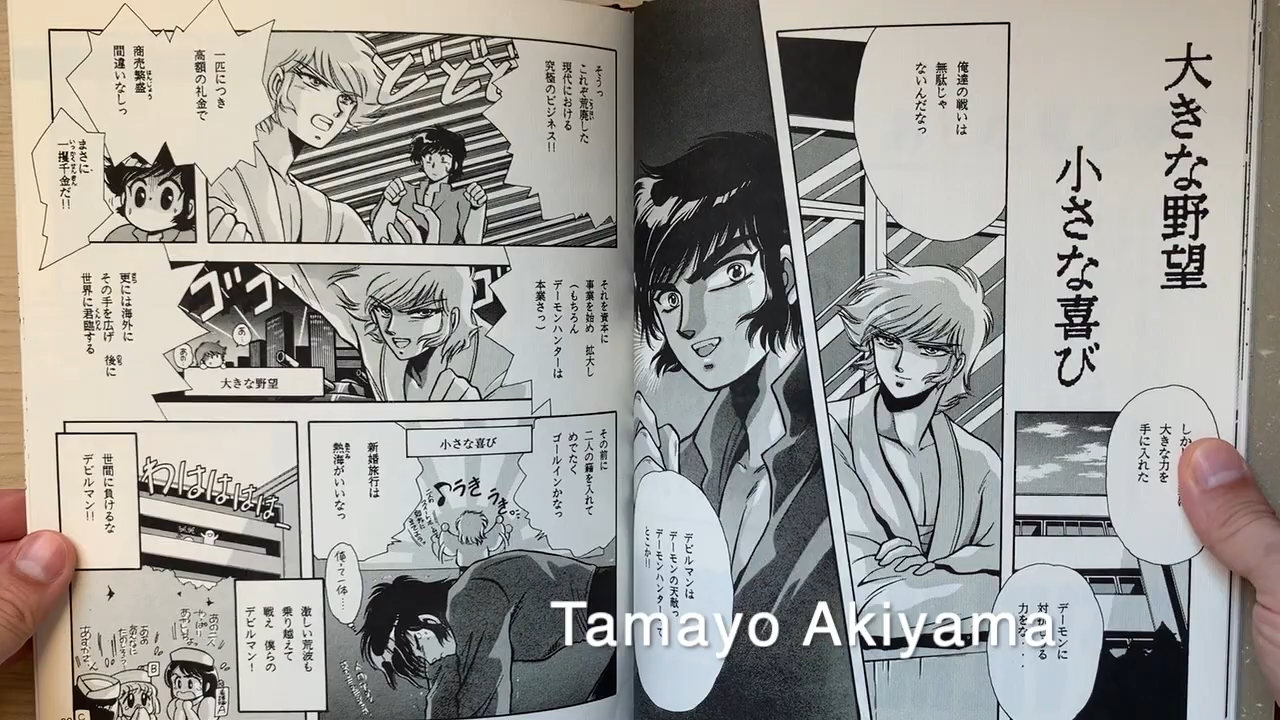 大きな野望
小さな喜び
俺達の戦いは
無駄じゃ
ないんだなっ
大きな力を
手に入れた
デーモンに
デビルマンは
デーモンの天敵っ
デーモンハンター
とこか!!
そうっ
これぞ荒廃した
現代における
究極のビジネス!!
どどど
一匹につき
高額の礼金で
商売繁盛
間違いなしっ
まさに
一攫千金だ!!
それを資本に
事業を始め 拡大し
(もちろん
デーモンハンターは
本業さっ)
ゴゴゴ
大きな野望
更には海外に
その手を広げ 後に
世界に君臨する
その前に
二人の籍を入れて
めでたく
ゴールインかなっ
小さな喜び
♪うきうき
新婚旅行は
熱海がいいなっ
俺って一体…
わはははは
世間に負けるな
デビルマン!!
激しい荒波も
乗り越えて
戦え 僕らの
デビルマン!
B
C
Tamayo Akiyama